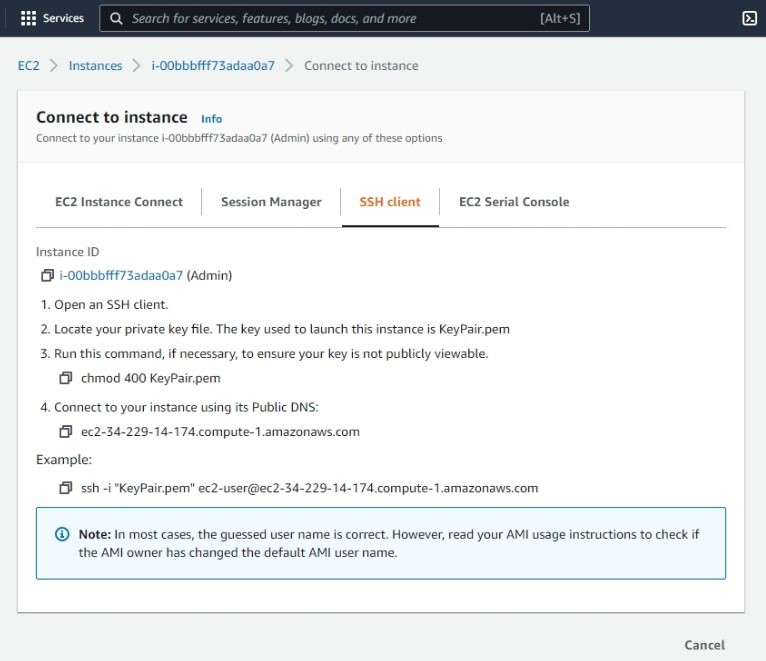 Services
Search for services, features, blogs, docs, and more [Alt+S]
EC2 > Instances > i-00bbbfff73adaa0a7 > Connect to instance
Connect to instance Info
Connect to your instance i-00bbbfff73adaa0a7 (Admin) using any of these options
EC2 Instance Connect Session Manager SSH client EC2 Serial Console
Instance ID
i-00bbbfff73adaa0a7 (Admin)
1. Open an SSH client.
2. Locate your private key file. The key used to launch this instance is KeyPair.pem
3. Run this command, if necessary, to ensure your key is not publicly viewable.
chmod 400 KeyPair.pem
4. Connect to your instance using its Public DNS:
ec2-34-229-14-174.compute-1.amazonaws.com
Example:
ssh -i "KeyPair.pem" ec2-user@ec2-34-229-14-174.compute-1.amazonaws.com
Note: In most cases, the guessed user name is correct. However, read your AMI usage instructions to check if
the AMI owner has changed the default AMI user name.
Cancel